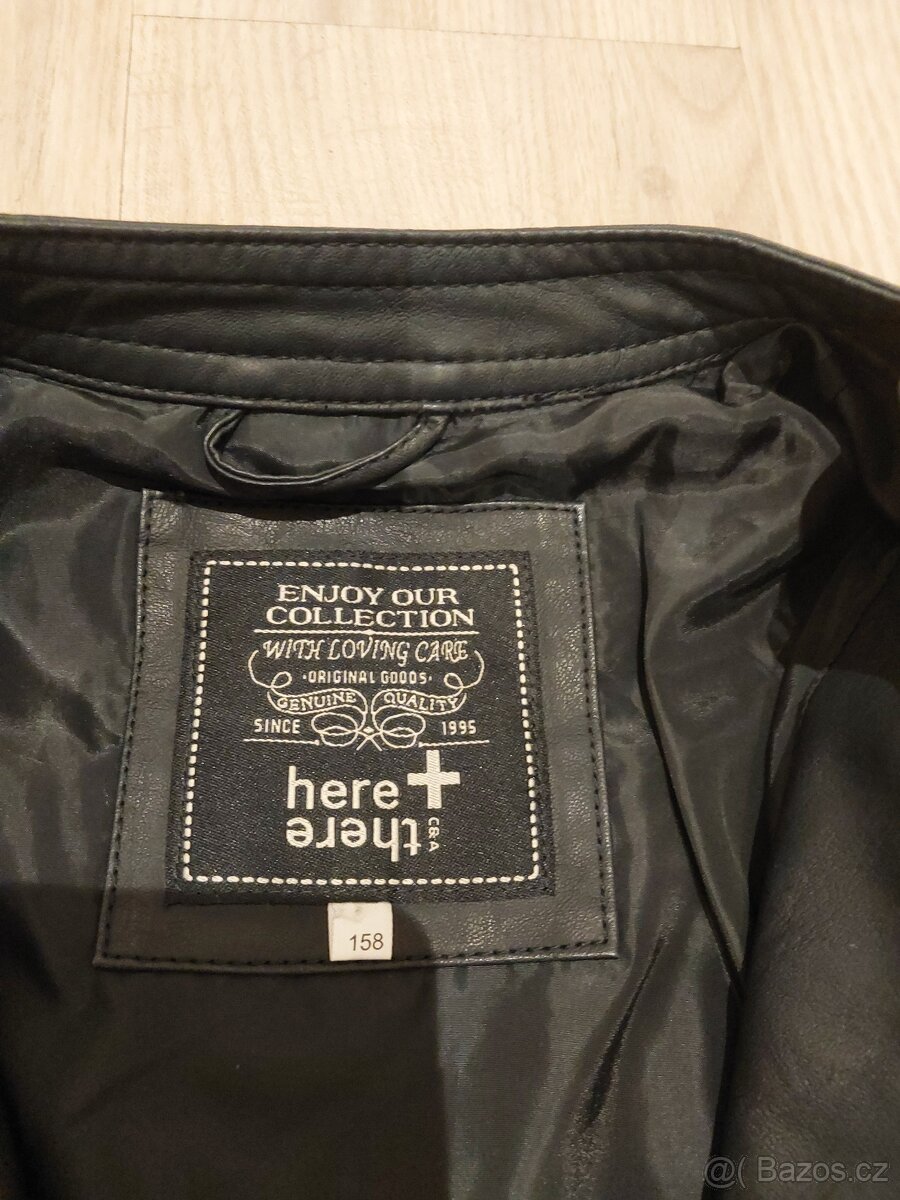 ENJOY OUR
COLLECTION
WITH LOVING CARE
·ORIGINAL GOODS·
GENUINE QUALITY
SINCE 1995
here +
there C&A
158
@( Bazos.cz